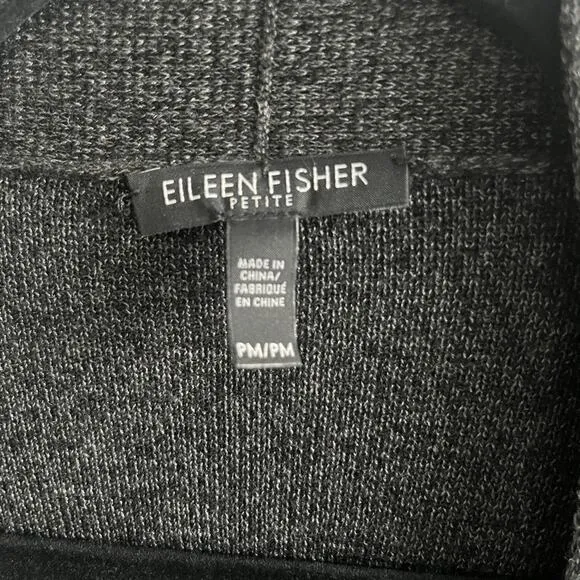 EILEEN FISHER
PETITE
MADE IN
CHINA/
FABRIQUÉ
EN CHINE
PM/PM